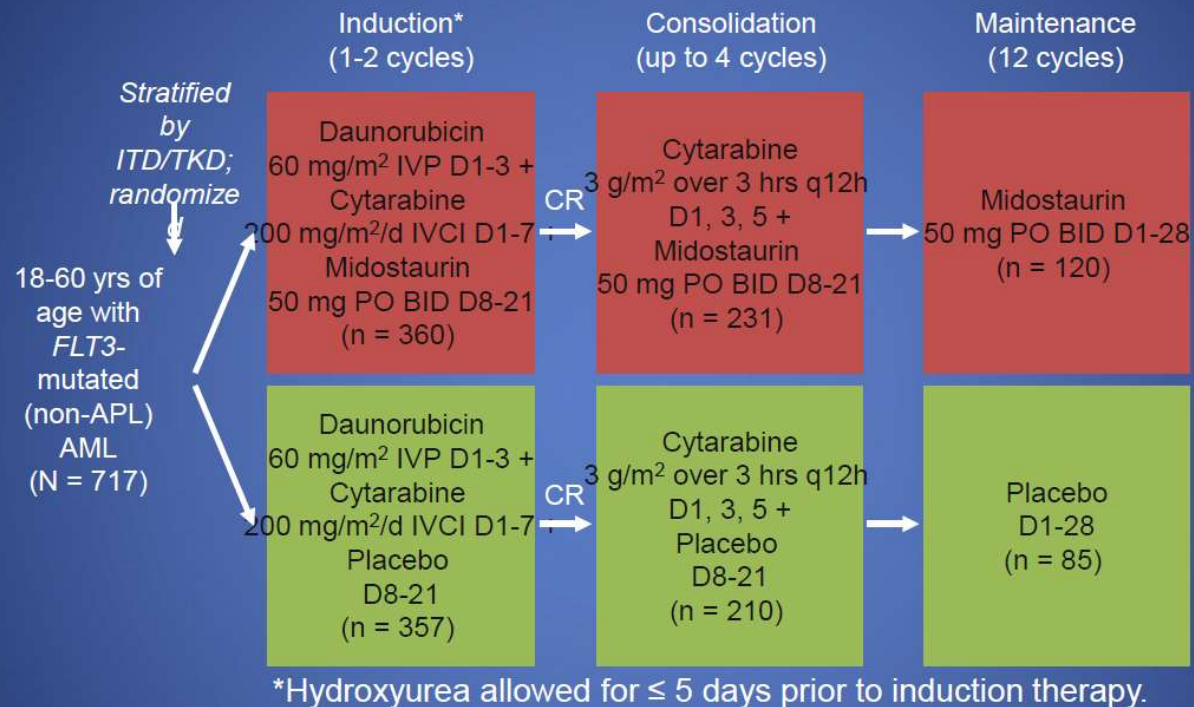 Induction*
(1-2 cycles)
Consolidation
(up to 4 cycles)
Maintenance
(12 cycles)
Stratified
by
ITD/TKD;
randomize
d
18-60 yrs of
age with
FLT3-
mutated
(non-APL)
AML
(N = 717)
Daunorubicin
60 mg/m² IVP D1-3 +
Cytarabine
200 mg/m²/d IVCI D1-7 +
Midostaurin
50 mg PO BID D8-21
(n = 360)
CR
Cytarabine
3 g/m² over 3 hrs q12h
D1, 3, 5 +
Midostaurin
50 mg PO BID D8-21
(n = 231)
Midostaurin
50 mg PO BID D1-28
(n = 120)
Daunorubicin
60 mg/m² IVP D1-3 +
Cytarabine
200 mg/m²/d IVCI D1-7 +
Placebo
D8-21
(n = 357)
CR
Cytarabine
3 g/m² over 3 hrs q12h
D1, 3, 5 +
Placebo
D8-21
(n = 210)
Placebo
D1-28
(n = 85)
*Hydroxyurea allowed for ≤ 5 days prior to induction therapy.